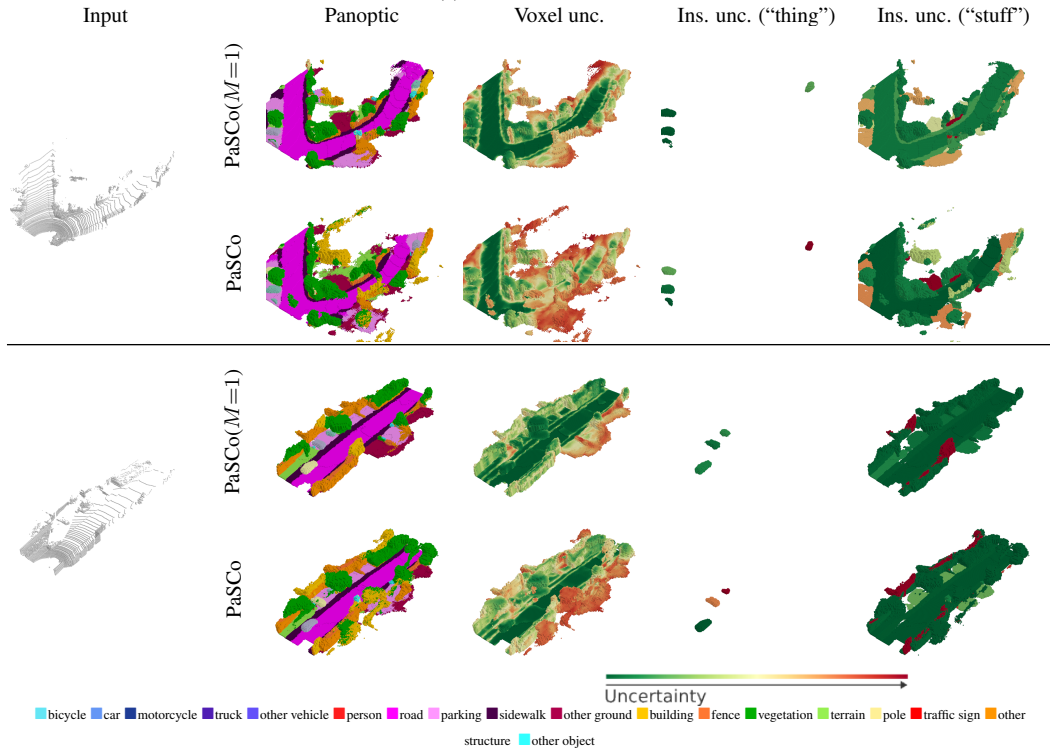 Input Panoptic Voxel unc. Ins. unc. (“thing”) Ins. unc. (“stuff”)
PaSCo(M=1)
PaSCo
PaSCo(M=1)
PaSCo
Uncertainty
bicycle car motorcycle truck other vehicle person road parking sidewalk other ground building fence vegetation terrain pole traffic sign other
structure other object